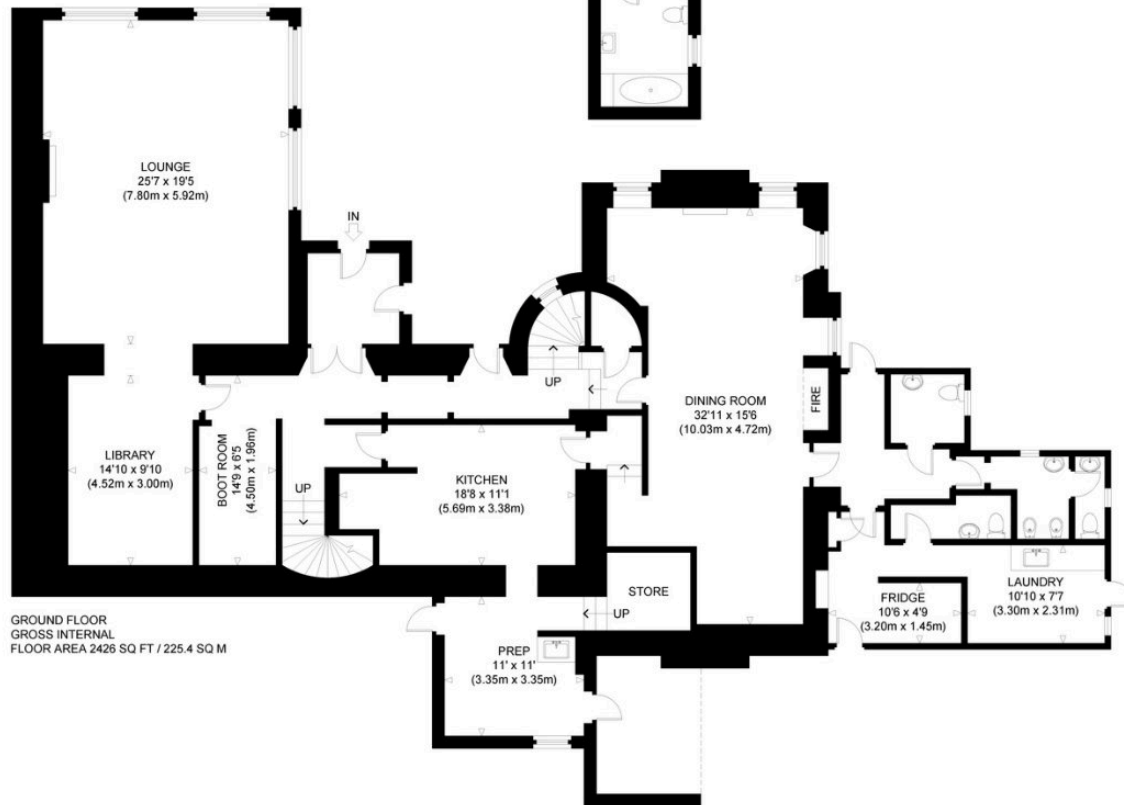 LOUNGE
25'7 x 19'5
(7.80m x 5.92m)
IN
UP
DINING ROOM
32'11 x 15'6
(10.03m x 4.72m)
FIRE
LIBRARY
14'10 x 9'10
(4.52m x 3.00m)
BOOT ROOM
14'9 x 6'5
(4.50m x 1.96m)
UP
KITCHEN
18'8 x 11'1
(5.69m x 3.38m)
STORE
UP
FRIDGE
10'6 x 4'9
(3.20m x 1.45m)
LAUNDRY
10'10 x 7'7
(3.30m x 2.31m)
PREP
11' x 11'
(3.35m x 3.35m)
GROUND FLOOR
GROSS INTERNAL
FLOOR AREA 2426 SQ FT / 225.4 SQ M